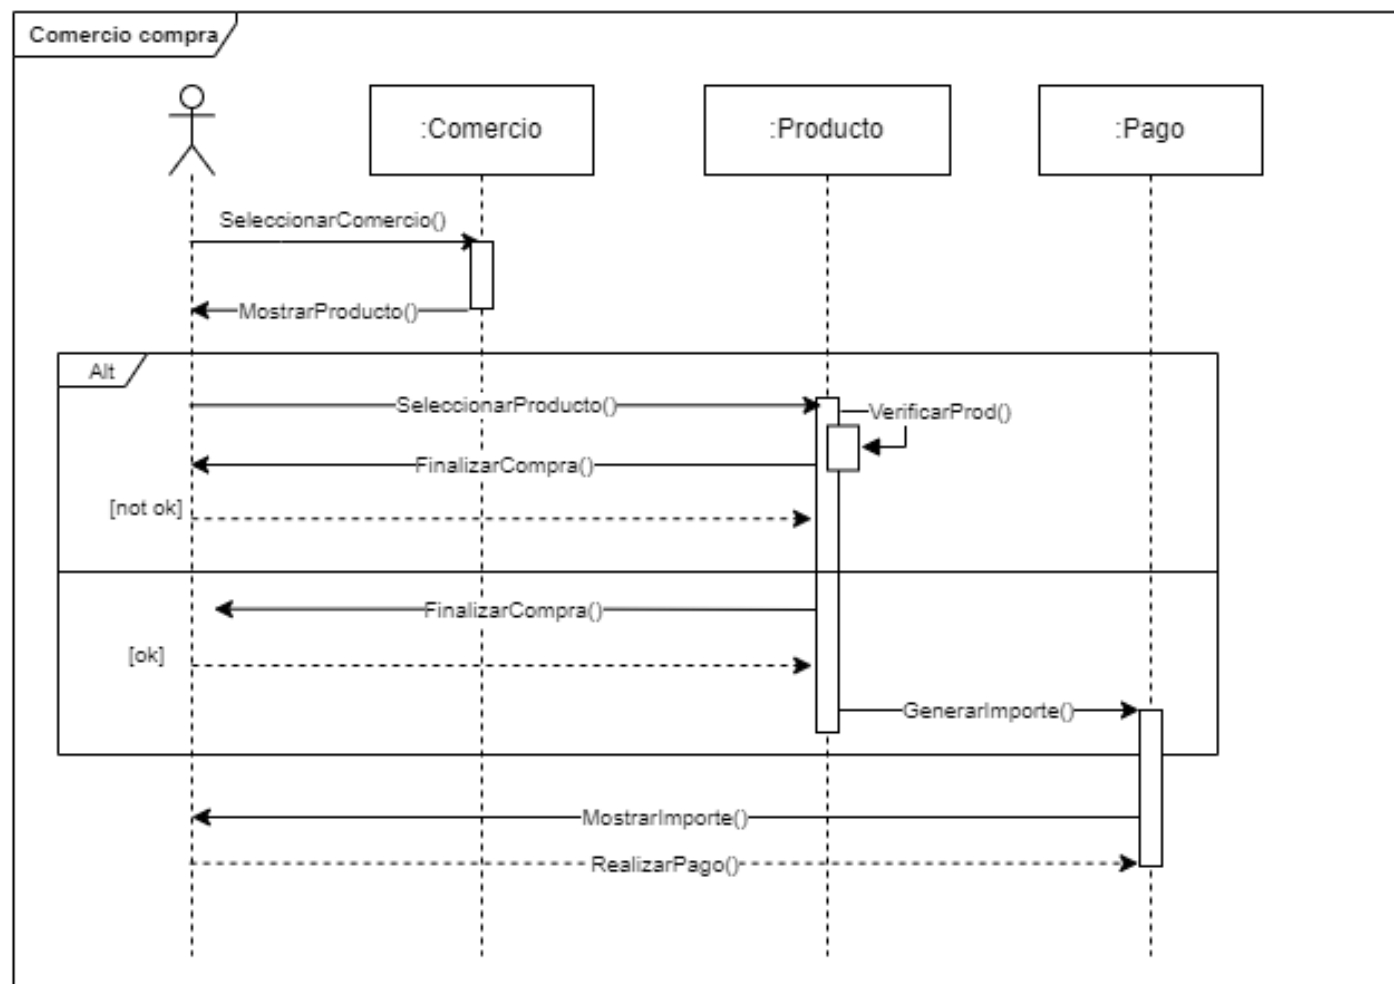 Comercio compra
:Comercio
:Producto
:Pago
SeleccionarComercio()
MostrarProducto()
Alt
SeleccionarProducto()
VerificarProd()
FinalizarCompra()
[not ok]
FinalizarCompra()
[ok]
GenerarImporte()
MostrarImporte()
RealizarPago()